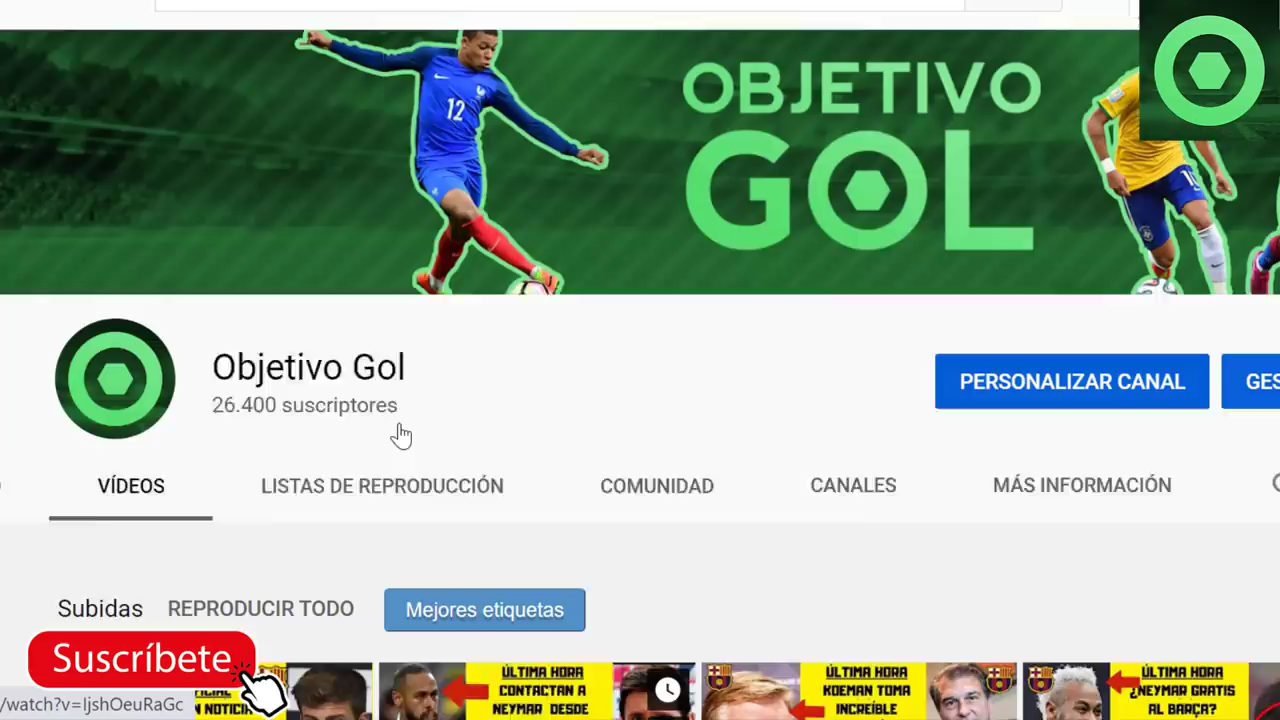 OBJETIVO
GOL
12
10
Objetivo Gol
26.400 suscriptores
PERSONALIZAR CANAL
GES
VÍDEOS
LISTAS DE REPRODUCCIÓN
COMUNIDAD
CANALES
MÁS INFORMACIÓN
Subidas
REPRODUCIR TODO
Mejores etiquetas
Suscríbete
ÚLTIMA HORA
CONTACTAN A
NEYMAR DESDE
ÚLTIMA HORA
KOEMAN TOMA
INCREÍBLE
ÚLTIMA HORA
¿NEYMAR GRATIS
AL BARÇA?